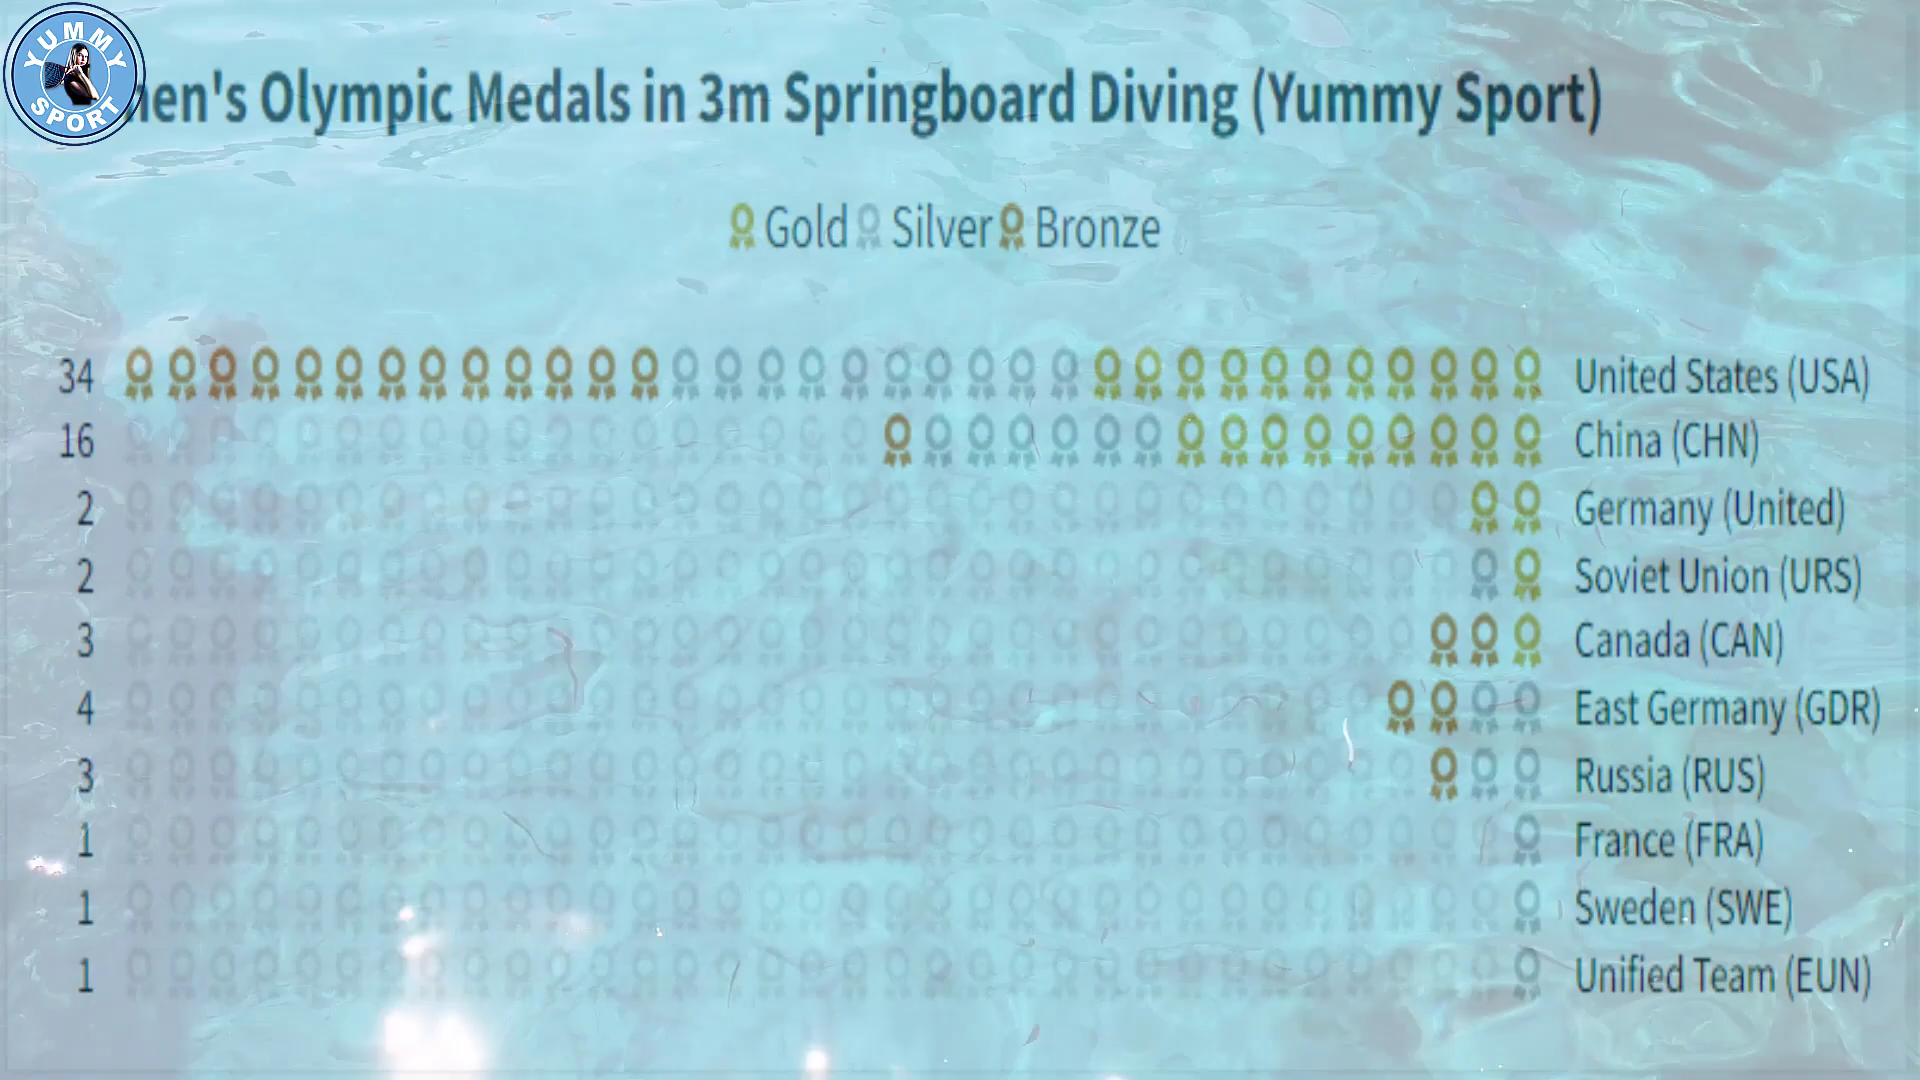 YUMMY
SPORT
men's Olympic Medals in 3m Springboard Diving (Yummy Sport)
Gold Silver Bronze
34 United States (USA)
16 China (CHN)
2 Germany (United)
2 Soviet Union (URS)
3 Canada (CAN)
4 East Germany (GDR)
3 Russia (RUS)
1 France (FRA)
1 Sweden (SWE)
1 Unified Team (EUN)